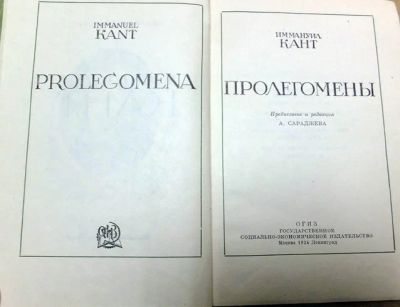 IMMANUEL
KANT
PROLEGOMENA
ИММАНУИЛ
КАНТ
ПРОЛЕГОМЕНЫ
Предисловие и редакция
А. САРАДЖЕВА
ОГИЗ
ГОСУДАРСТВЕННОЕ
СОЦИАЛЬНО-ЭКОНОМИЧЕСКОЕ ИЗДАТЕЛЬСТВО
Москва 1934 Ленинград